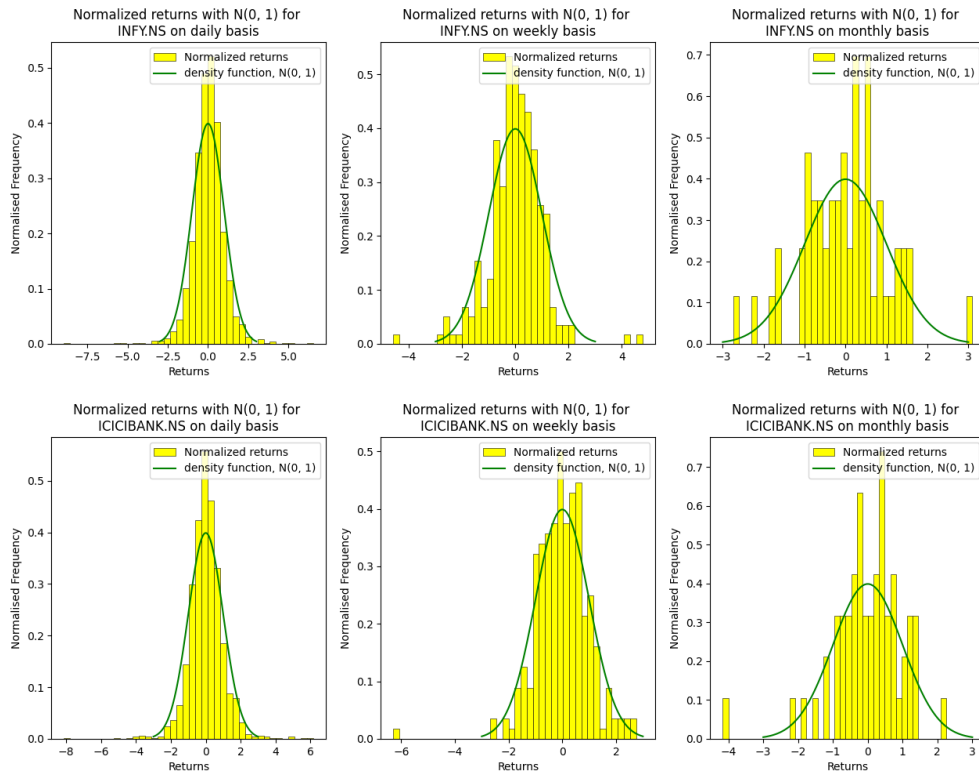 Normalized returns with N(0, 1) for
INFY.NS on daily basis
Normalized returns
density function, N(0, 1)
Normalised Frequency
0.5
0.4
0.3
0.2
0.1
0.0
−7.5 −5.0 −2.5 0.0 2.5 5.0
Returns
Normalized returns with N(0, 1) for
INFY.NS on weekly basis
Normalized returns
density function, N(0, 1)
Normalised Frequency
0.5
0.4
0.3
0.2
0.1
0.0
−4 −2 0 2 4
Returns
Normalized returns with N(0, 1) for
INFY.NS on monthly basis
Normalized returns
density function, N(0, 1)
Normalised Frequency
0.7
0.6
0.5
0.4
0.3
0.2
0.1
0.0
−3 −2 −1 0 1 2 3
Returns
Normalized returns with N(0, 1) for
ICICIBANK.NS on daily basis
Normalized returns
density function, N(0, 1)
Normalised Frequency
0.5
0.4
0.3
0.2
0.1
0.0
−8 −6 −4 −2 0 2 4 6
Returns
Normalized returns with N(0, 1) for
ICICIBANK.NS on weekly basis
Normalized returns
density function, N(0, 1)
Normalised Frequency
0.5
0.4
0.3
0.2
0.1
0.0
−6 −4 −2 0 2
Returns
Normalized returns with N(0, 1) for
ICICIBANK.NS on monthly basis
Normalized returns
density function, N(0, 1)
Normalised Frequency
0.7
0.6
0.5
0.4
0.3
0.2
0.1
0.0
−4 −3 −2 −1 0 1 2 3
Returns